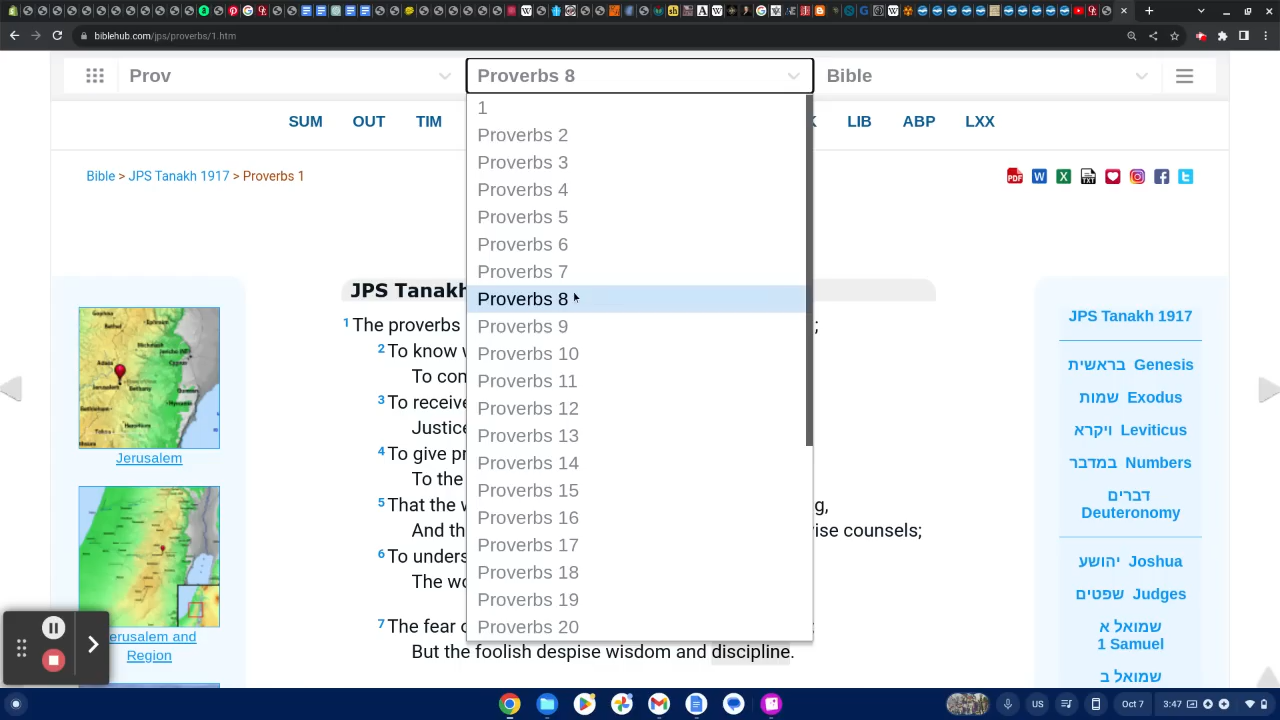 biblehub.com/jps/proverbs/1.htm
Prov
Proverbs 8
Bible
SUM OUT TIM LIB ABP LXX
Bible > JPS Tanakh 1917 > Proverbs 1
PDF W X TXT
1
Proverbs 2
Proverbs 3
Proverbs 4
Proverbs 5
Proverbs 6
Proverbs 7
Proverbs 8
Proverbs 9
Proverbs 10
Proverbs 11
Proverbs 12
Proverbs 13
Proverbs 14
Proverbs 15
Proverbs 16
Proverbs 17
Proverbs 18
Proverbs 19
Proverbs 20
Jerusalem
erusalem and
Region
JPS Tanakh
1 The proverbs ;
2 To know
To con
3 To receive
Justice
4 To give pr
To the
5 That the w g,
And th ise counsels;
6 To unders
The wo
7 The fear ;
But the foolish despise wisdom and discipline.
JPS Tanakh 1917
בראשית Genesis
שמות Exodus
ויקרא Leviticus
במדבר Numbers
דברים
Deuteronomy
יהושע Joshua
שפטים Judges
שמואל א
1 Samuel
שמואל ב
US Oct 7 3:47